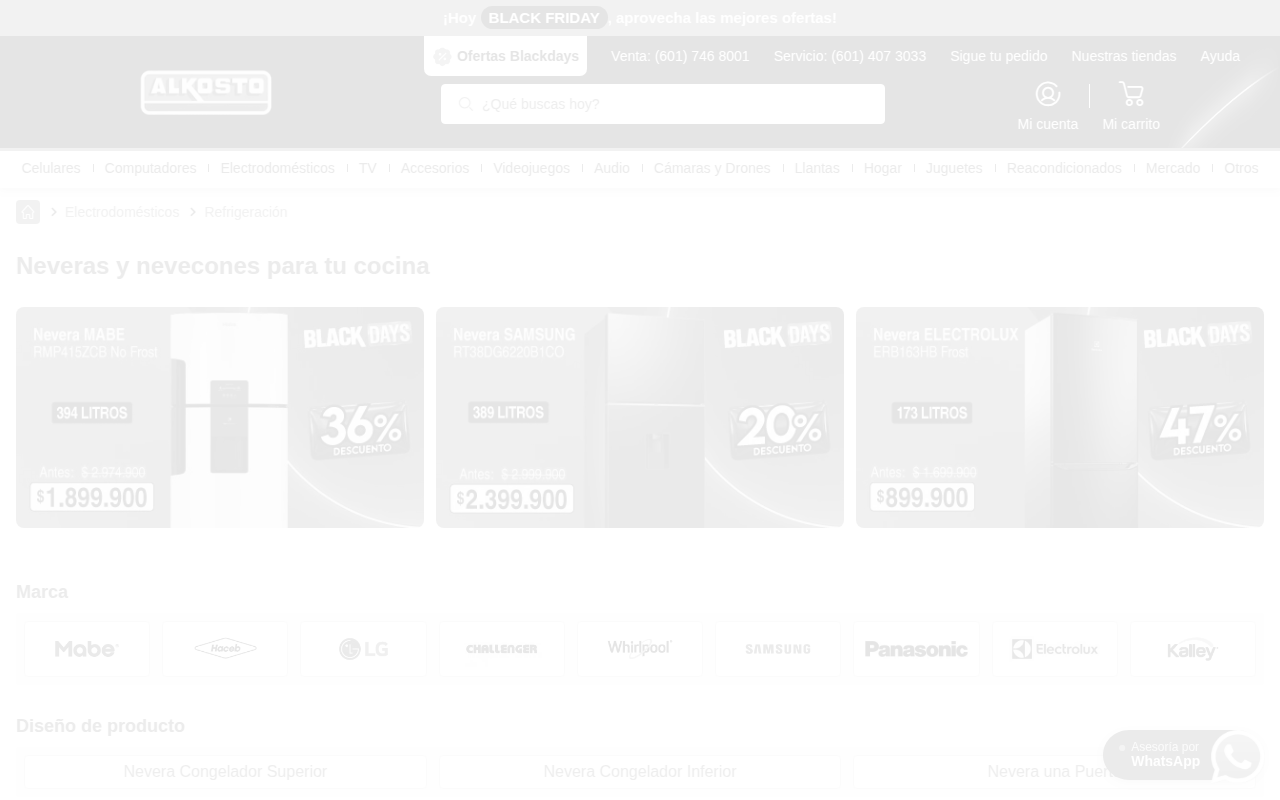 ¡Hoy BLACK FRIDAY, aprovecha las mejores ofertas!
Ofertas Blackdays Venta: (601) 746 8001 Servicio: (601) 407 3033 Sigue tu pedido Nuestras tiendas Ayuda
ALKOSTO
¿Qué buscas hoy?
Mi cuenta Mi carrito
Celulares Computadores Electrodomésticos TV Accesorios Videojuegos Audio Cámaras y Drones Llantas Hogar Juguetes Reacondicionados Mercado Otros
Electrodomésticos Refrigeración
Neveras y nevecones para tu cocina
Nevera MABE
RMP415ZCB No Frost
BLACK DAYS
394 LITROS
36%
DESCUENTO
Antes: $ 2.974.900
$1.899.900
Nevera SAMSUNG
RT38DG6220B1CO
BLACK DAYS
389 LITROS
20%
DESCUENTO
Antes: $ 2.999.900
$2.399.900
Nevera ELECTROLUX
ERB163HB Frost
BLACK DAYS
173 LITROS
47%
DESCUENTO
Antes: $ 1.699.900
$899.900
Marca
Mabe Haceb LG CHALLENGER Whirlpool SAMSUNG Panasonic Electrolux Kalley
Diseño de producto
Nevera Congelador Superior Nevera Congelador Inferior Nevera una
Asesoría por
WhatsApp